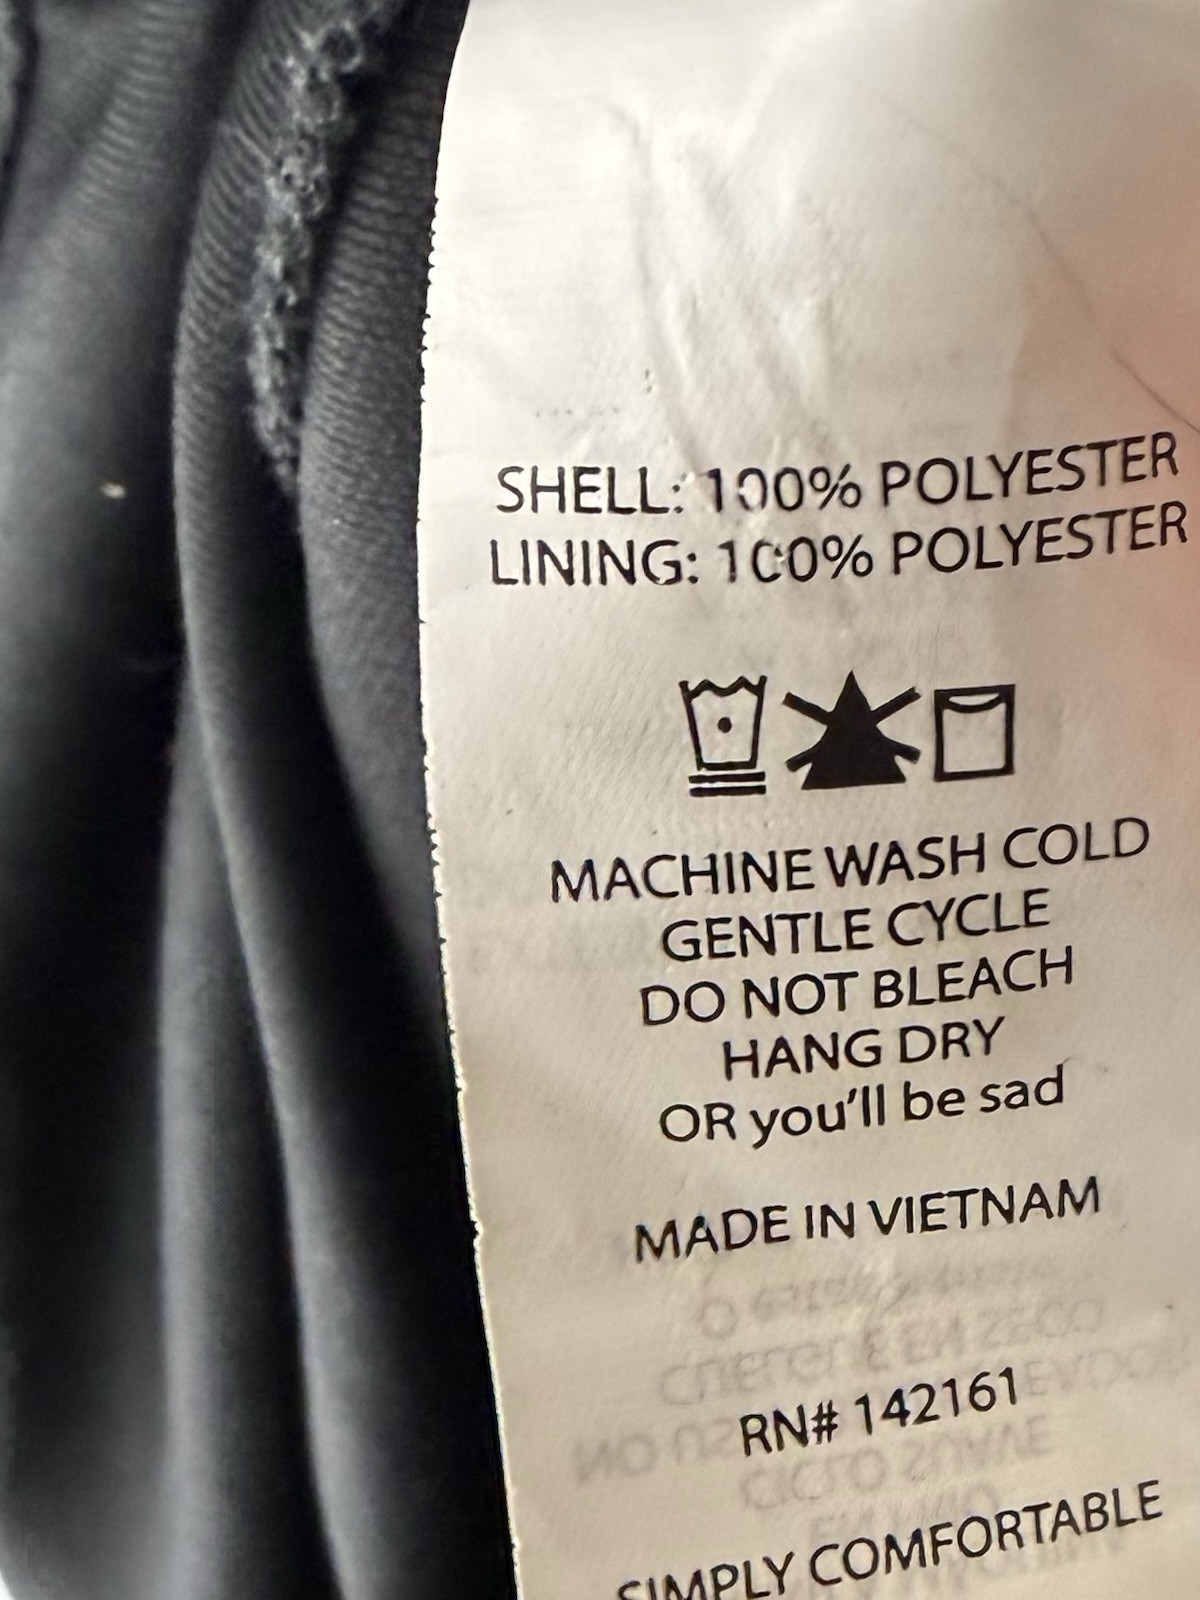 SHELL: 100% POLYESTER
LINING: 100% POLYESTER
MACHINE WASH COLD
GENTLE CYCLE
DO NOT BLEACH
HANG DRY
OR you'll be sad
MADE IN VIETNAM
RN# 142161
SIMPLY COMFORTABLE